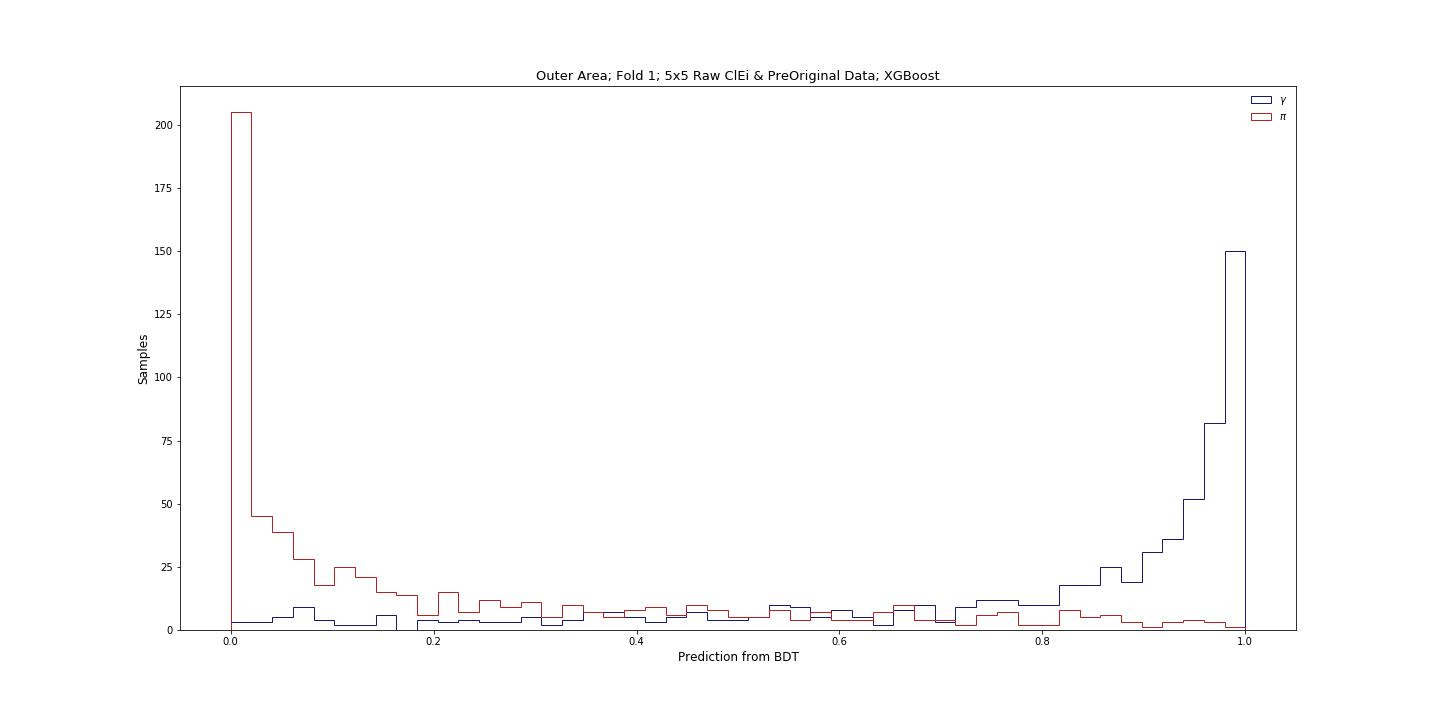 Outer Area; Fold 1; 5x5 Raw ClEi & PreOriginal Data; XGBoost
γ
π
200
175
150
125
100
75
50
25
0
Samples
0.0 0.2 0.4 0.6 0.8 1.0
Prediction from BDT